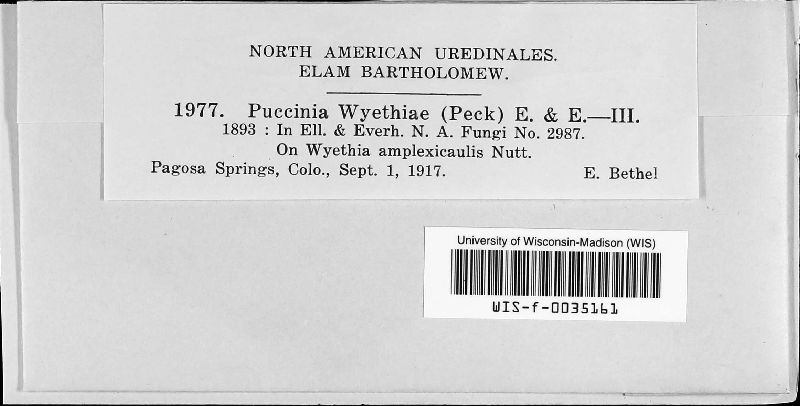 NORTH AMERICAN UREDINALES.
ELAM BARTHOLOMEW.
1977. Puccinia Wyethiae (Peck) E. & E.—III.
1893 : In Ell. & Everh. N. A. Fungi No. 2987.
On Wyethia amplexicaulis Nutt.
Pagosa Springs, Colo., Sept. 1, 1917. E. Bethel
University of Wisconsin-Madison (WIS)
WIS-f-0035161